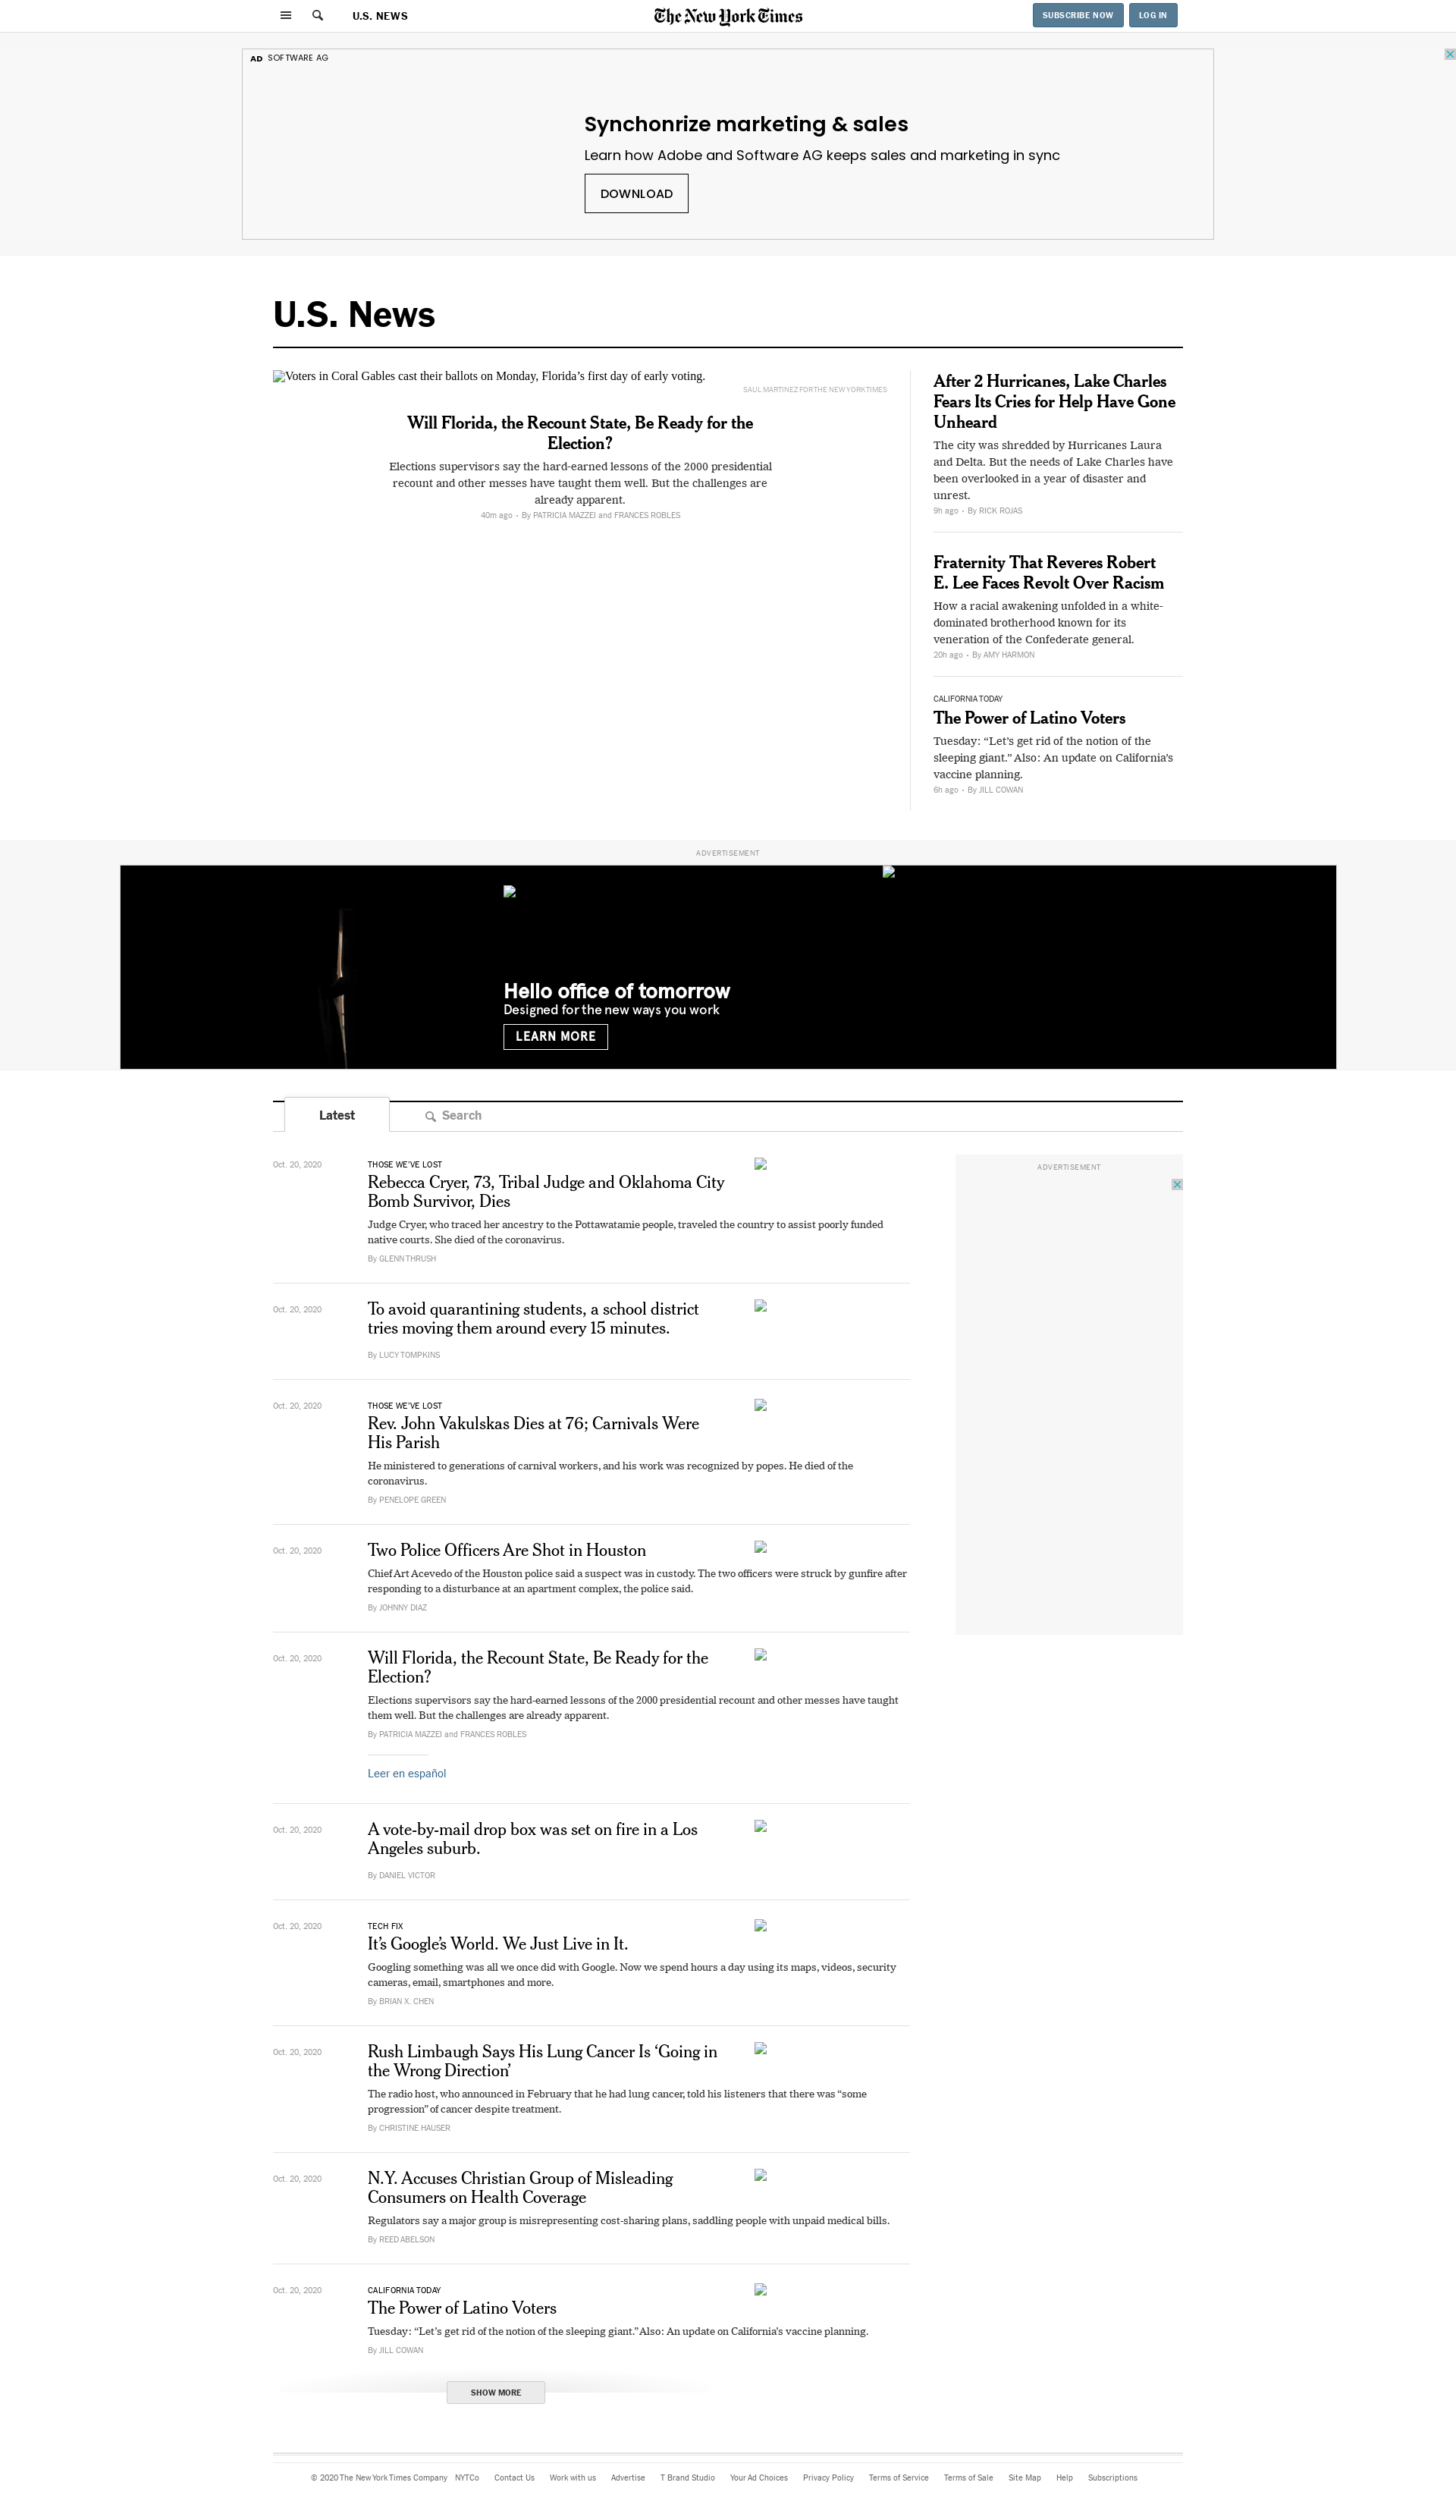 U.S. NEWS
The New York Times
SUBSCRIBE NOW
LOG IN
AD SOFTWARE AG
Synchonrize marketing & sales
Learn how Adobe and Software AG keeps sales and marketing in sync
DOWNLOAD
U.S. News
Voters in Coral Gables cast their ballots on Monday, Florida’s first day of early voting.
SAUL MARTINEZ FOR THE NEW YORK TIMES
Will Florida, the Recount State, Be Ready for the
Election?
Elections supervisors say the hard-earned lessons of the 2000 presidential
recount and other messes have taught them well. But the challenges are
already apparent.
40m ago • By PATRICIA MAZZEI and FRANCES ROBLES
After 2 Hurricanes, Lake Charles
Fears Its Cries for Help Have Gone
Unheard
The city was shredded by Hurricanes Laura
and Delta. But the needs of Lake Charles have
been overlooked in a year of disaster and
unrest.
9h ago • By RICK ROJAS
Fraternity That Reveres Robert
E. Lee Faces Revolt Over Racism
How a racial awakening unfolded in a white-
dominated brotherhood known for its
veneration of the Confederate general.
20h ago • By AMY HARMON
CALIFORNIA TODAY
The Power of Latino Voters
Tuesday: “Let’s get rid of the notion of the
sleeping giant.” Also: An update on California’s
vaccine planning.
6h ago • By JILL COWAN
ADVERTISEMENT
Hello office of tomorrow
Designed for the new ways you work
LEARN MORE
Latest
Search
ADVERTISEMENT
Oct. 20, 2020
THOSE WE’VE LOST
Rebecca Cryer, 73, Tribal Judge and Oklahoma City
Bomb Survivor, Dies
Judge Cryer, who traced her ancestry to the Pottawatamie people, traveled the country to assist poorly funded
native courts. She died of the coronavirus.
By GLENN THRUSH
Oct. 20, 2020
To avoid quarantining students, a school district
tries moving them around every 15 minutes.
By LUCY TOMPKINS
Oct. 20, 2020
THOSE WE’VE LOST
Rev. John Vakulskas Dies at 76; Carnivals Were
His Parish
He ministered to generations of carnival workers, and his work was recognized by popes. He died of the
coronavirus.
By PENELOPE GREEN
Oct. 20, 2020
Two Police Officers Are Shot in Houston
Chief Art Acevedo of the Houston police said a suspect was in custody. The two officers were struck by gunfire after
responding to a disturbance at an apartment complex, the police said.
By JOHNNY DIAZ
Oct. 20, 2020
Will Florida, the Recount State, Be Ready for the
Election?
Elections supervisors say the hard-earned lessons of the 2000 presidential recount and other messes have taught
them well. But the challenges are already apparent.
By PATRICIA MAZZEI and FRANCES ROBLES
Leer en español
Oct. 20, 2020
A vote-by-mail drop box was set on fire in a Los
Angeles suburb.
By DANIEL VICTOR
Oct. 20, 2020
TECH FIX
It’s Google’s World. We Just Live in It.
Googling something was all we once did with Google. Now we spend hours a day using its maps, videos, security
cameras, email, smartphones and more.
By BRIAN X. CHEN
Oct. 20, 2020
Rush Limbaugh Says His Lung Cancer Is ‘Going in
the Wrong Direction’
The radio host, who announced in February that he had lung cancer, told his listeners that there was “some
progression” of cancer despite treatment.
By CHRISTINE HAUSER
Oct. 20, 2020
N.Y. Accuses Christian Group of Misleading
Consumers on Health Coverage
Regulators say a major group is misrepresenting cost-sharing plans, saddling people with unpaid medical bills.
By REED ABELSON
Oct. 20, 2020
CALIFORNIA TODAY
The Power of Latino Voters
Tuesday: “Let’s get rid of the notion of the sleeping giant.” Also: An update on California’s vaccine planning.
By JILL COWAN
SHOW MORE
© 2020 The New York Times Company NYTCo Contact Us Work with us Advertise T Brand Studio Your Ad Choices Privacy Policy Terms of Service Terms of Sale Site Map Help Subscriptions